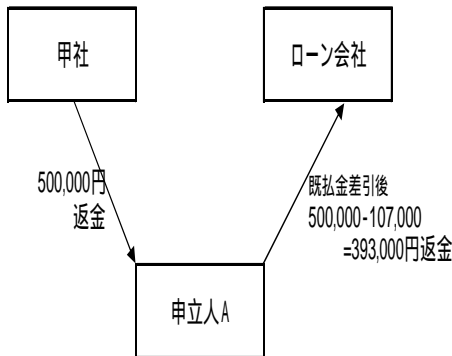 甲社
ローン会社
500,000円
返金
既払金差引後
500,000-107,000
=393,000円返金
申立人A